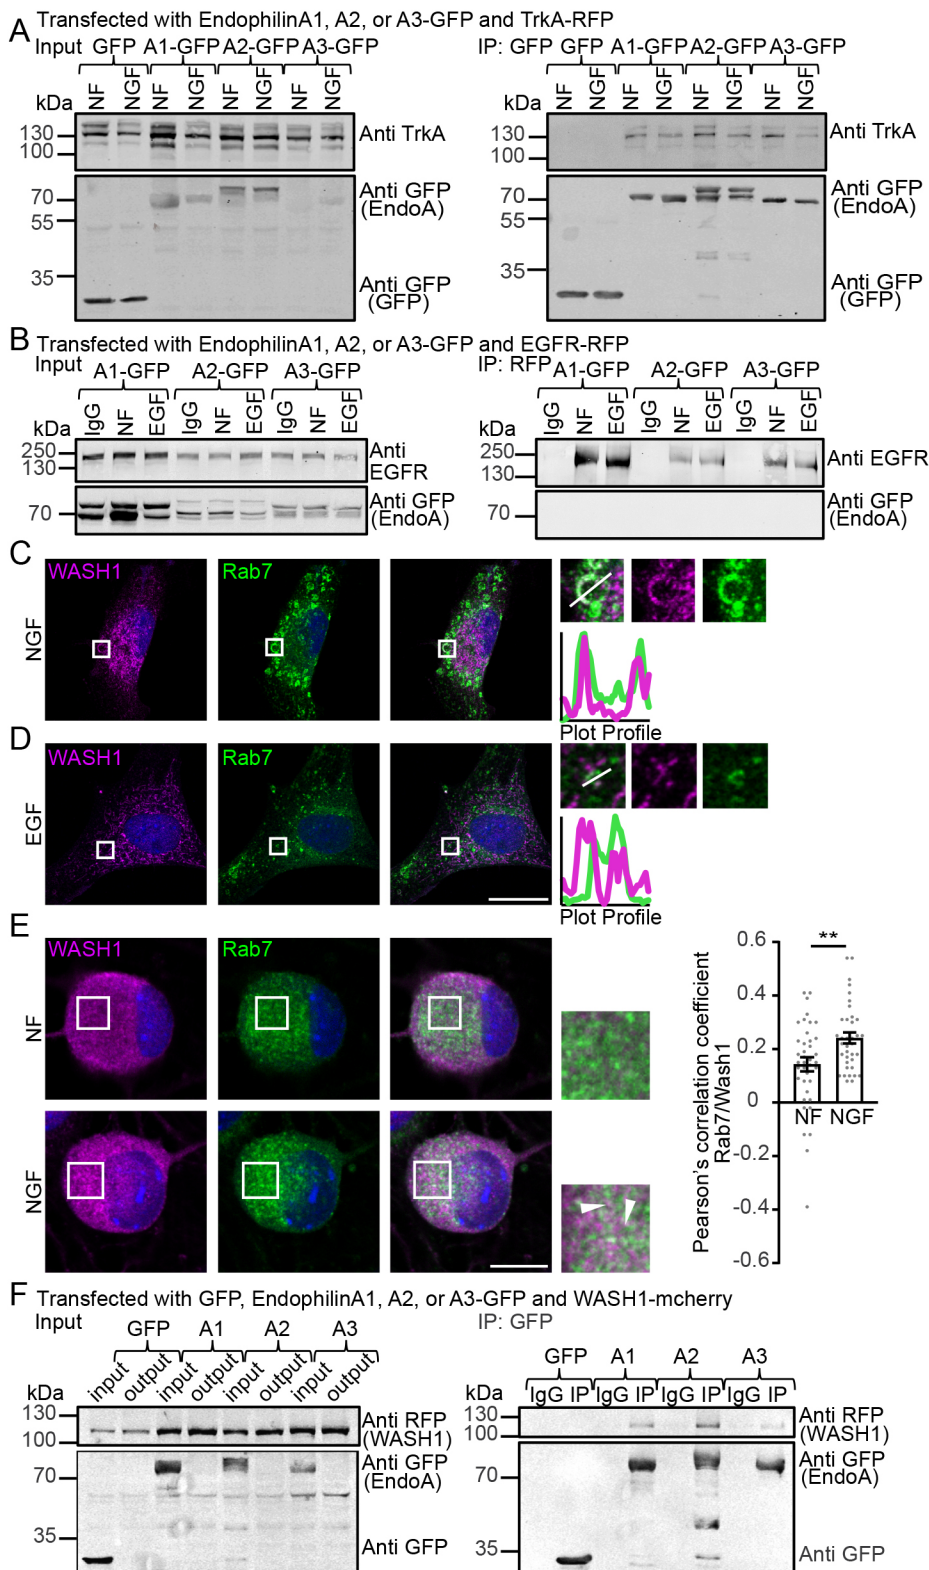 A Transfected with EndophilinA1, A2, or A3-GFP and TrkA-RFP
Input GFP A1-GFP A2-GFP A3-GFP
NF NGF NF NGF NF NGF NF NGF
kDa
130
100
Anti TrkA
70
55
35
Anti GFP
(EndoA)
Anti GFP
(GFP)
IP: GFP GFP A1-GFP A2-GFP A3-GFP
NF NGF NF NGF NF NGF NF NGF
kDa
130
100
Anti TrkA
70
55
35
Anti GFP
(EndoA)
Anti GFP
(GFP)
B Transfected with EndophilinA1, A2, or A3-GFP and EGFR-RFP
Input
A1-GFP A2-GFP A3-GFP
IgG NF EGF IgG NF EGF IgG NF EGF
kDa
250
130
Anti
EGFR
70
Anti GFP
(EndoA)
IP: RFP
A1-GFP A2-GFP A3-GFP
IgG NF EGF IgG NF EGF IgG NF EGF
kDa
250
130
Anti EGFR
70
Anti GFP
(EndoA)
C
WASH1 Rab7
NGF
Plot Profile
D
WASH1 Rab7
EGF
Plot Profile
E
WASH1 Rab7
NF
NGF
Pearson's correlation coefficient
Rab7/Wash1
0.6
0.4
0.2
0
-0.2
-0.4
-0.6
**
NF NGF
F Transfected with GFP, EndophilinA1, A2, or A3-GFP and WASH1-mcherry
Input
GFP A1 A2 A3
input output input output input output input output
kDa
130
100
Anti RFP
(WASH1)
70
35
Anti GFP
(EndoA)
Anti GFP
IP: GFP
GFP A1 A2 A3
IgG IP IgG IP IgG IP IgG IP
kDa
130
100
Anti RFP
(WASH1)
70
35
Anti GFP
(EndoA)
Anti GFP